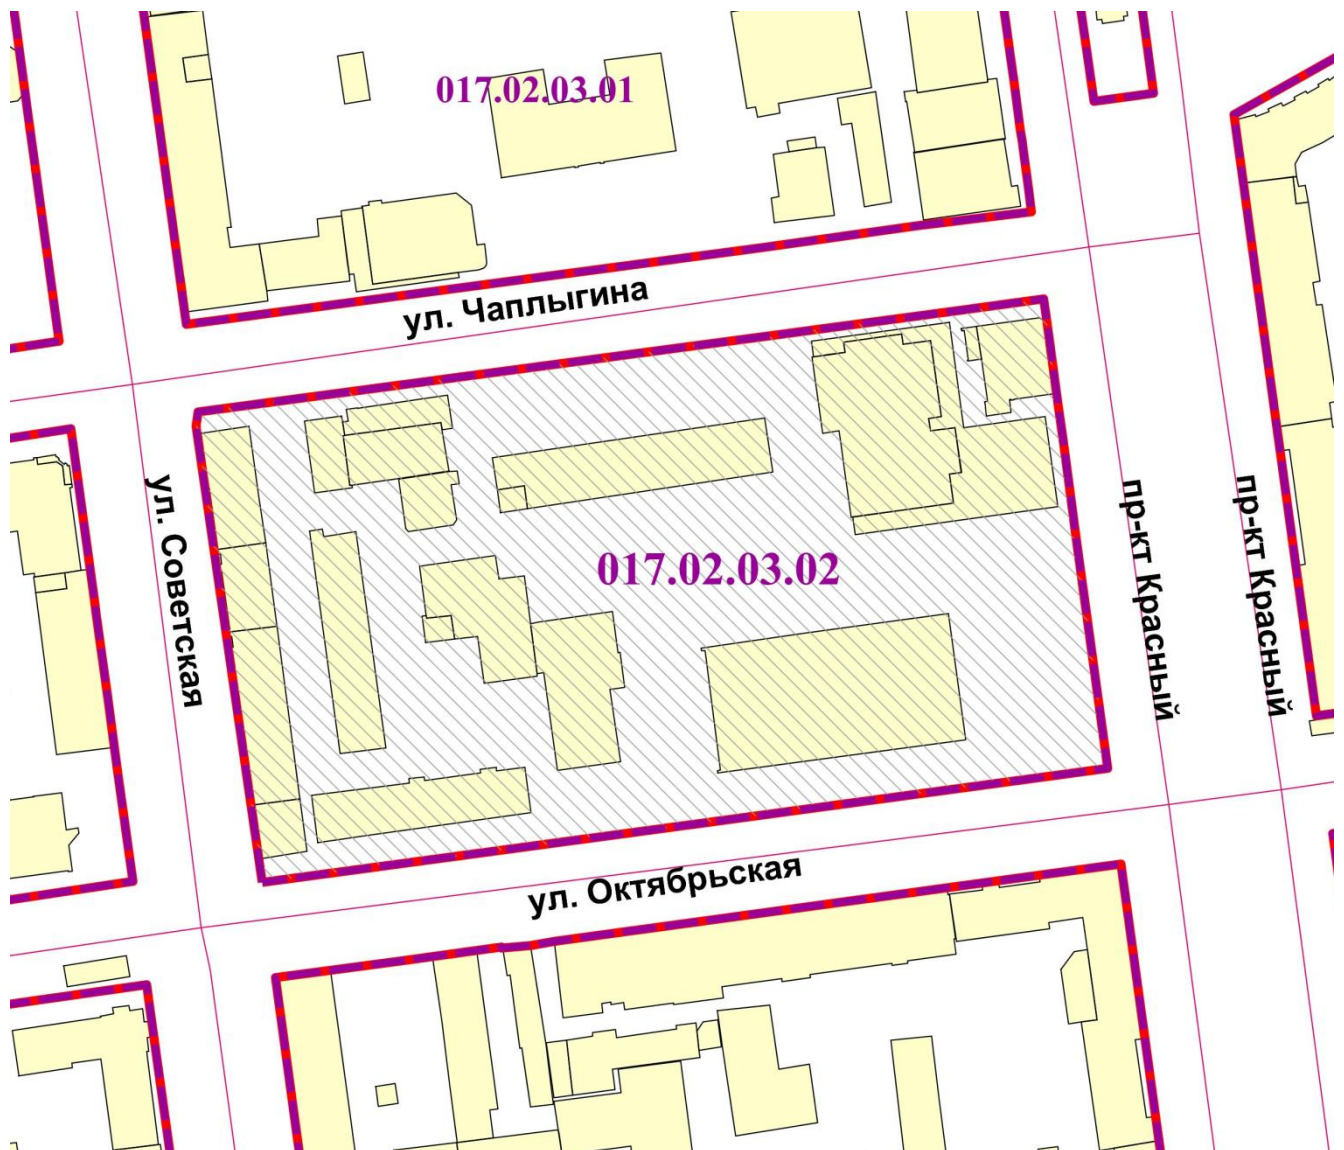 017.02.03.01
ул. Чаплыгина
ул. Советская
017.02.03.02
пр-кт Красный
пр-кт Красный
ул. Октябрьская